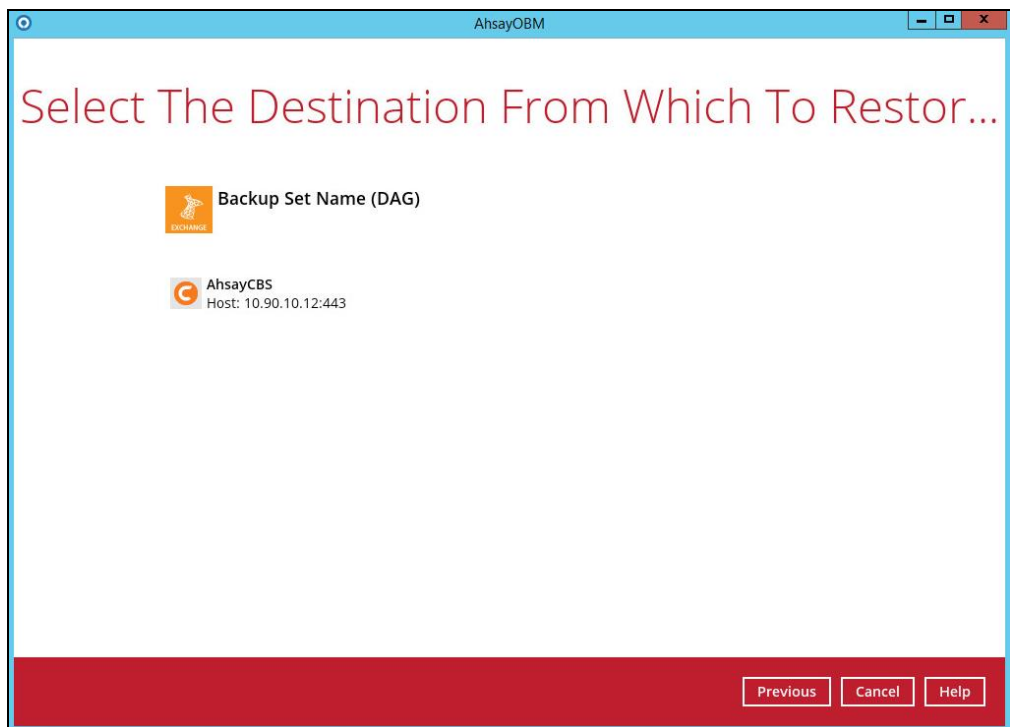 AhsayOBM
Select The Destination From Which To Restor...
Backup Set Name (DAG)
EXCHANGE
AhsayCBS
Host: 10.90.10.12:443
Previous Cancel Help